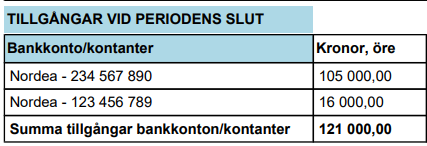 TILLGÅNGAR VID PERIODENS SLUT
Bankkonto/kontanter Kronor, öre
Nordea - 234 567 890 105 000,00
Nordea - 123 456 789 16 000,00
Summa tillgångar bankkonton/kontanter 121 000,00